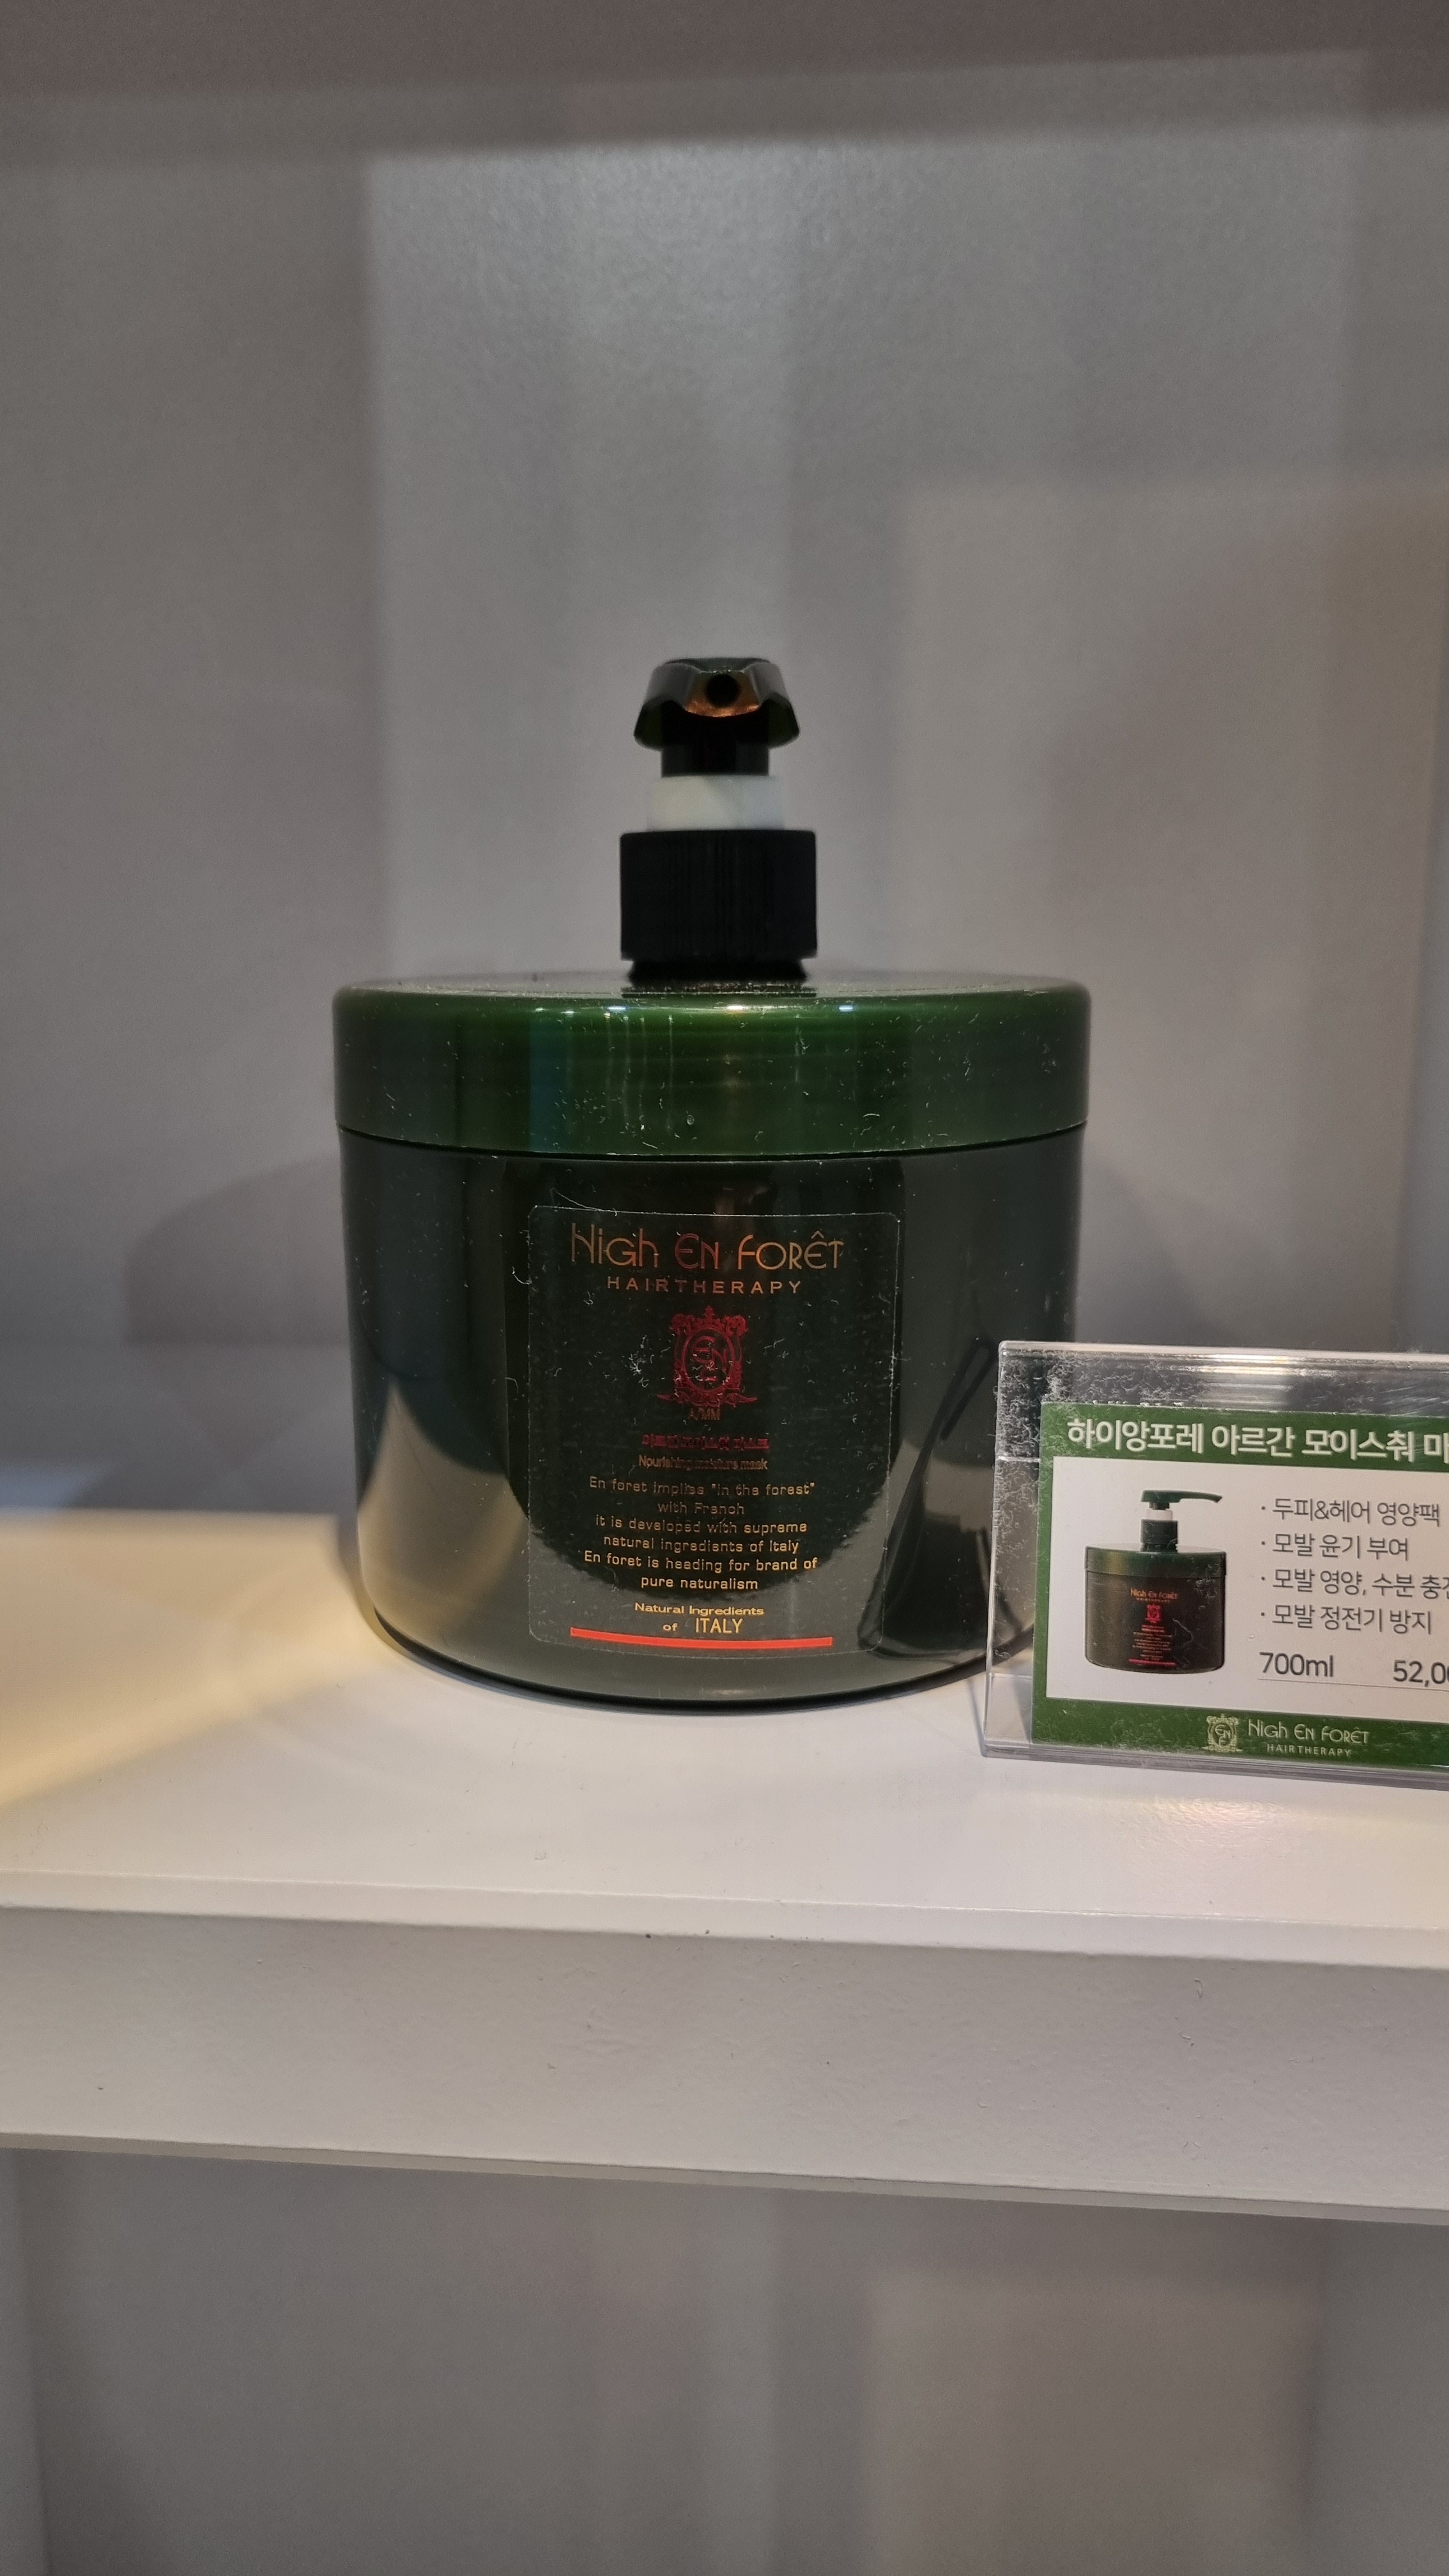 High En Forêt
HAIRTHERAPY
EN
A/MM
Nourishing moisture mask
En foret implies "in the forest"
with French
it is developed with supreme
natural ingredients of Italy
En foret is heading for brand of
pure naturalism
Natural Ingredients
of ITALY
하이앙포레 아르간 모이스춰
· 두피&헤어 영양팩
· 모발 윤기 부여
· 모발 영양, 수분
· 모발 정전기 방지
700ml 52,0
High En Forêt
HAIRTHERAPY